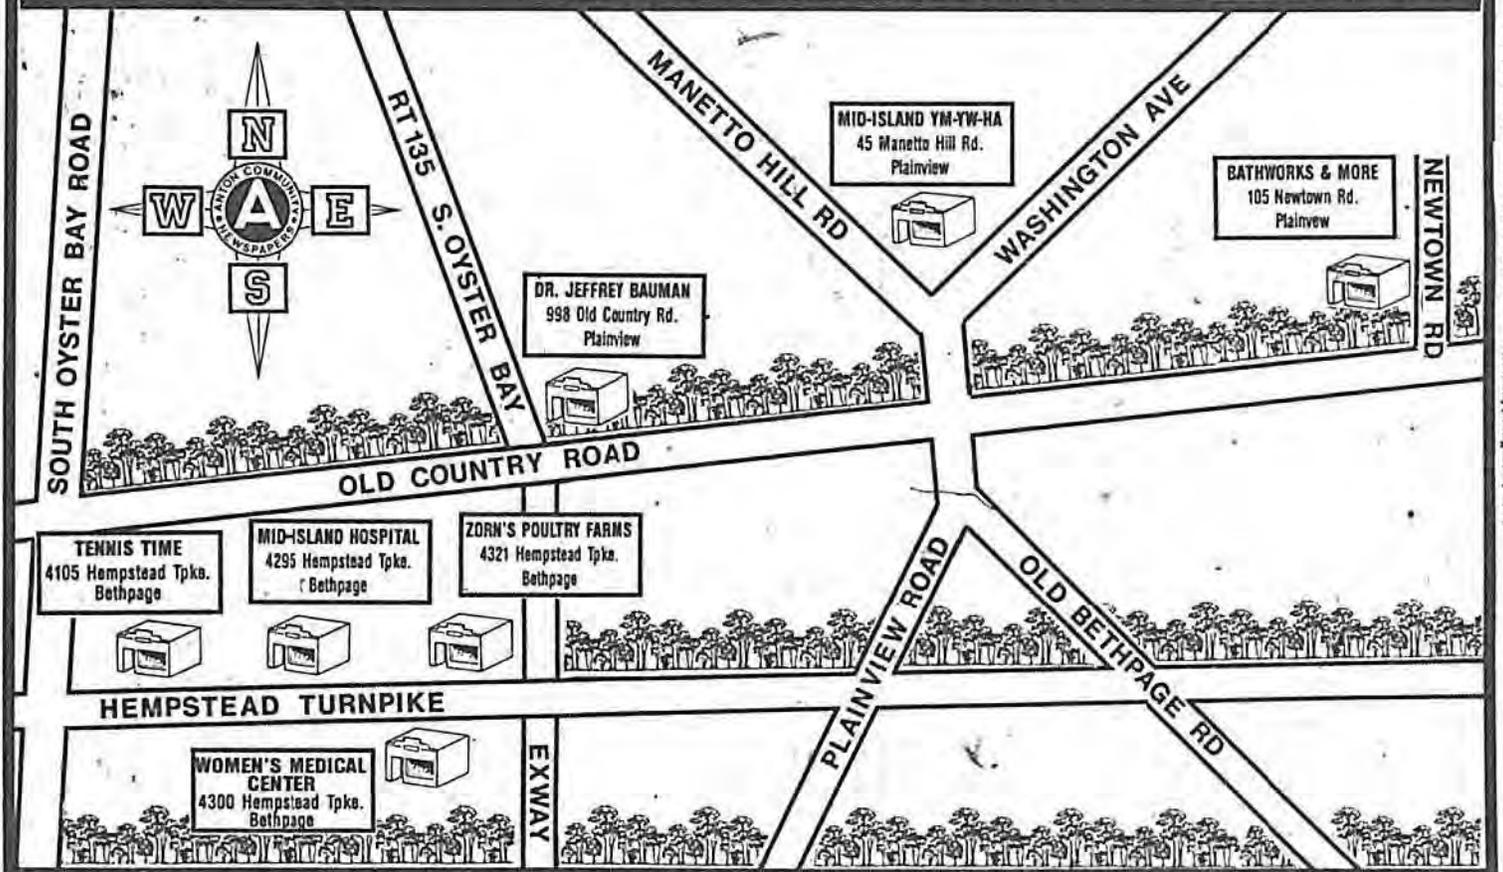 SOUTH OYSTER BAY ROAD
N
W
A
E
S
ANTON COMMUNITY
NEWSPAPERS
RT 135 S. OYSTER BAY
MANETTO HILL RD
MID-ISLAND YM-YW-HA
45 Manetto Hill Rd.
Plainview
WASHINGTON AVE
BATHWORKS & MORE
105 Newtown Rd.
Plainvew
NEWTOWN RD
DR. JEFFREY BAUMAN
998 Old Country Rd.
Plainview
OLD COUNTRY ROAD
TENNIS TIME
4105 Hempstead Tpke.
Bethpage
MID-ISLAND HOSPITAL
4295 Hempstead Tpke.
Bethpage
ZORN'S POULTRY FARMS
4321 Hempstead Tpke.
Bethpage
PLAINVIEW ROAD
OLD BETHPAGE RD
HEMPSTEAD TURNPIKE
WOMEN'S MEDICAL
CENTER
4300 Hempstead Tpke.
Bethpage
EXWAY